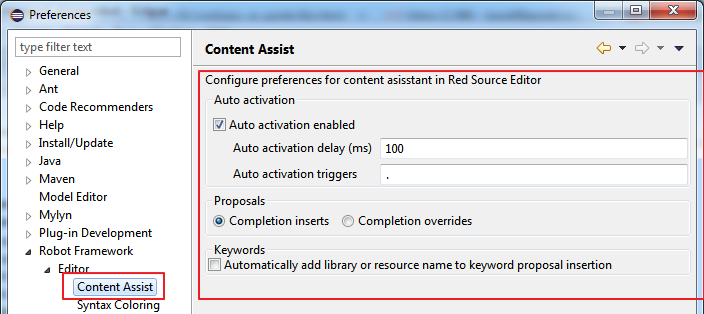 Preferences
type filter text
General
Ant
Code Recommenders
Help
Install/Update
Java
Maven
Model Editor
Mylyn
Plug-in Development
Robot Framework
Editor
Content Assist
Syntax Coloring
Content Assist
Configure preferences for content asisstant in Red Source Editor
Auto activation
Auto activation enabled
Auto activation delay (ms) 100
Auto activation triggers .
Proposals
Completion inserts Completion overrides
Keywords
Automatically add library or resource name to keyword proposal insertion